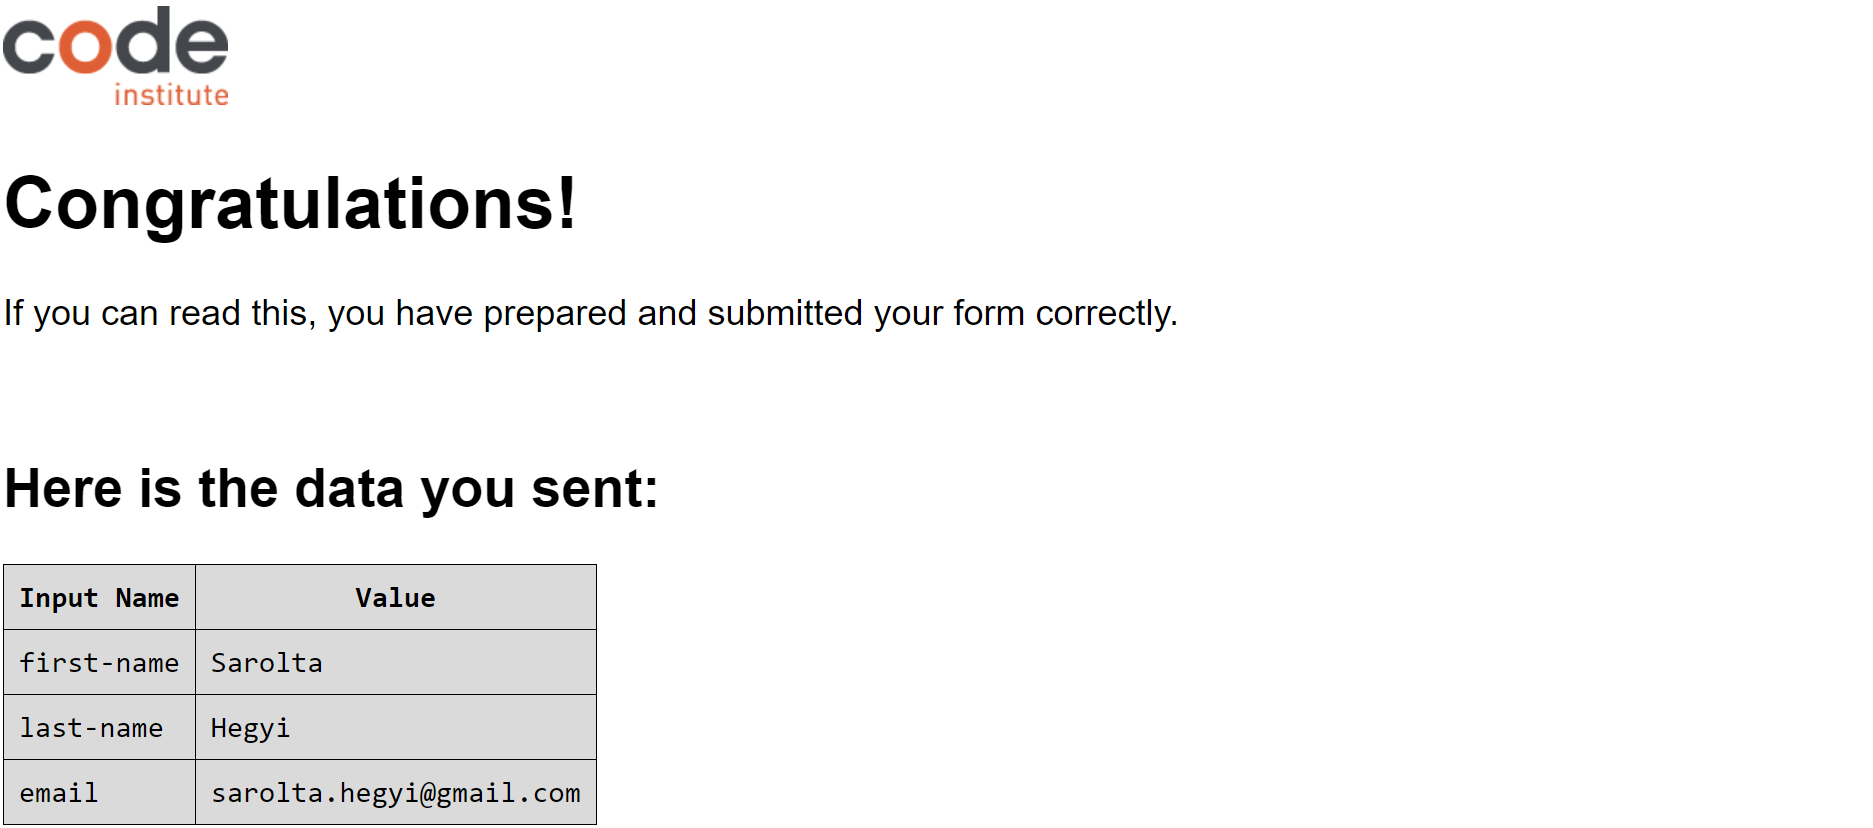 code
institute
Congratulations!
If you can read this, you have prepared and submitted your form correctly.
Here is the data you sent:
Input Name Value
first-name Sarolta
last-name Hegyi
email sarolta.hegyi@gmail.com